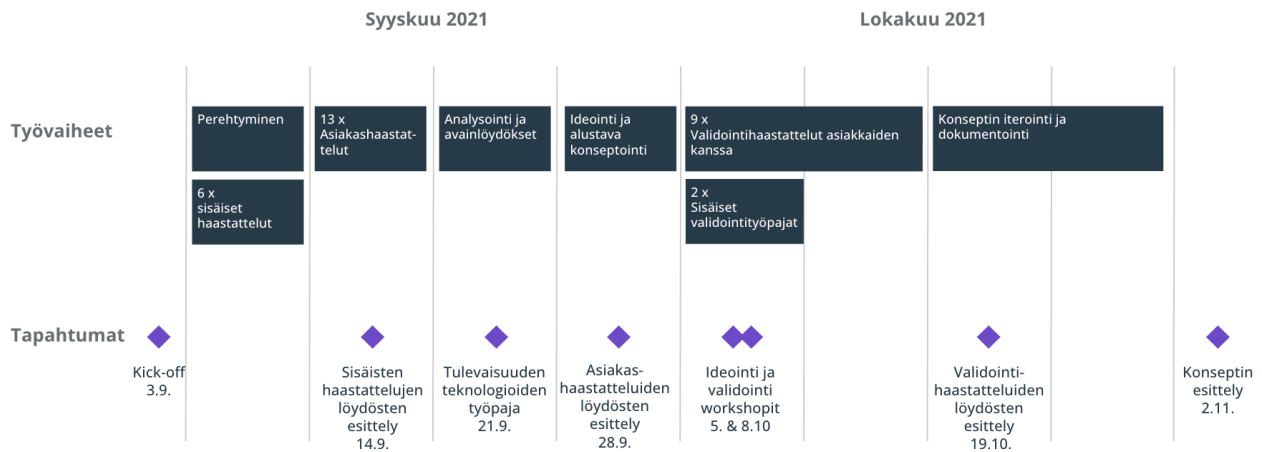 Syyskuu 2021
Lokakuu 2021
Työvaiheet
Perehtyminen
13 x
Asiakashaastat-
telut
Analysointi ja
avainlöydökset
Ideointi ja
alustava
konseptointi
9 x
Validointihaastattelut asiakkaiden
kanssa
Konseptin iterointi ja
dokumentointi
6 x
sisäiset
haastattelut
2 x
Sisäiset
validointityöpajat
Tapahtumat
Kick-off
3.9.
Sisäisten
haastattelujen
löydösten
esittely
14.9.
Tulevaisuuden
teknologioiden
työpaja
21.9.
Asiakas-
haastatteluiden
löydösten
esittely
28.9.
Ideointi ja
validointi
workshopit
5. & 8.10
Validointi-
haastatteluiden
löydösten
esittely
19.10.
Konseptin
esittely
2.11.